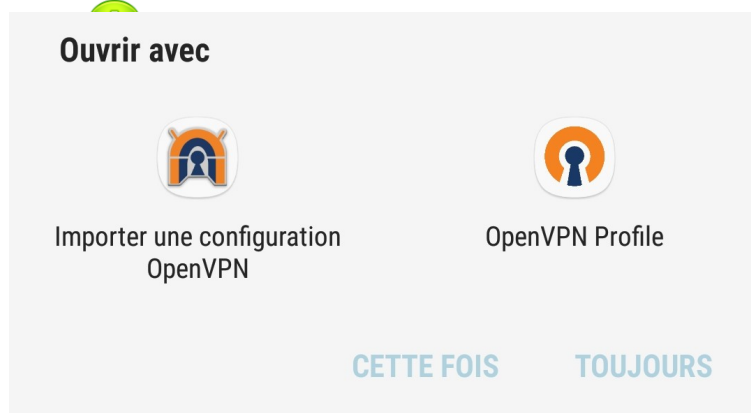 Ouvrir avec
Importer une configuration
OpenVPN
OpenVPN Profile
CETTE FOIS
TOUJOURS